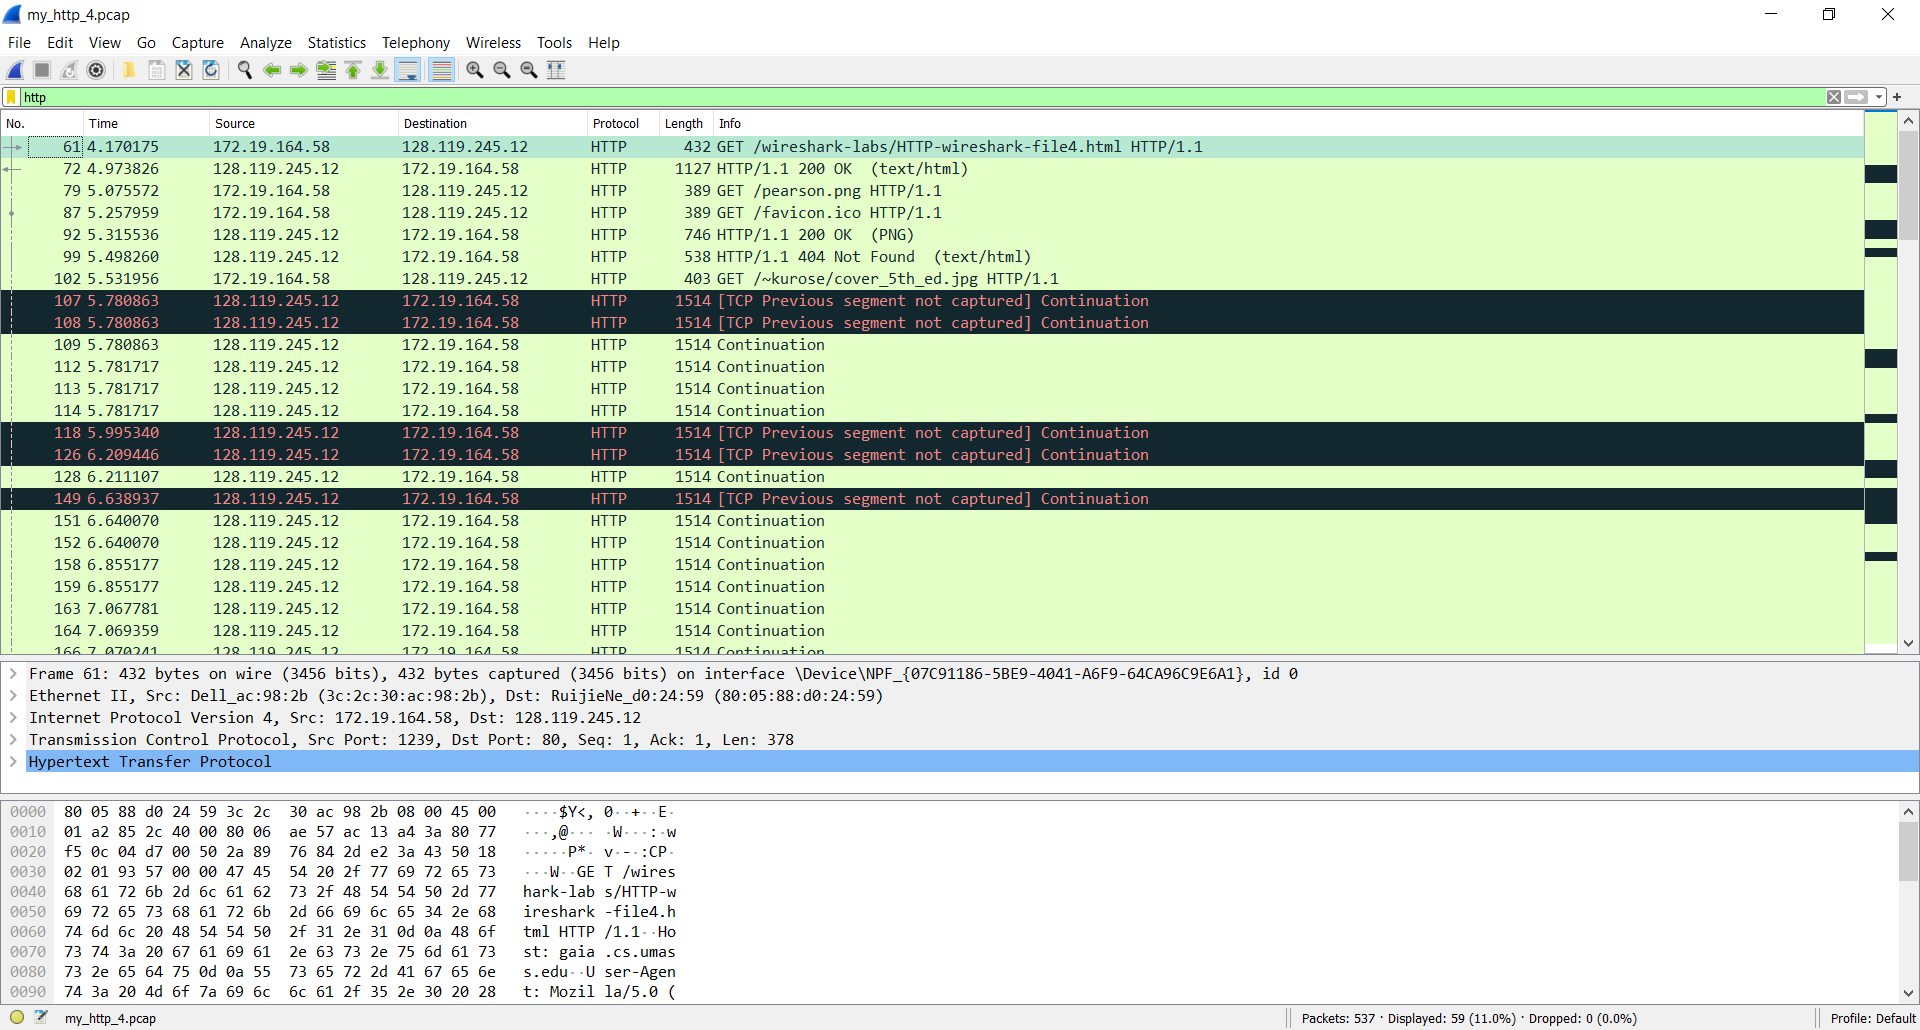 my_http_4.pcap
File Edit View Go Capture Analyze Statistics Telephony Wireless Tools Help
http
No. Time Source Destination Protocol Length Info
61 4.170175 172.19.164.58 128.119.245.12 HTTP 432 GET /wireshark-labs/HTTP-wireshark-file4.html HTTP/1.1
72 4.973826 128.119.245.12 172.19.164.58 HTTP 1127 HTTP/1.1 200 OK (text/html)
79 5.075572 172.19.164.58 128.119.245.12 HTTP 389 GET /pearson.png HTTP/1.1
87 5.257959 172.19.164.58 128.119.245.12 HTTP 389 GET /favicon.ico HTTP/1.1
92 5.315536 128.119.245.12 172.19.164.58 HTTP 746 HTTP/1.1 200 OK (PNG)
99 5.498260 128.119.245.12 172.19.164.58 HTTP 538 HTTP/1.1 404 Not Found (text/html)
102 5.531956 172.19.164.58 128.119.245.12 HTTP 403 GET /~kurose/cover_5th_ed.jpg HTTP/1.1
107 5.780863 128.119.245.12 172.19.164.58 HTTP 1514 [TCP Previous segment not captured] Continuation
108 5.780863 128.119.245.12 172.19.164.58 HTTP 1514 [TCP Previous segment not captured] Continuation
109 5.780863 128.119.245.12 172.19.164.58 HTTP 1514 Continuation
112 5.781717 128.119.245.12 172.19.164.58 HTTP 1514 Continuation
113 5.781717 128.119.245.12 172.19.164.58 HTTP 1514 Continuation
114 5.781717 128.119.245.12 172.19.164.58 HTTP 1514 Continuation
118 5.995340 128.119.245.12 172.19.164.58 HTTP 1514 [TCP Previous segment not captured] Continuation
126 6.209446 128.119.245.12 172.19.164.58 HTTP 1514 [TCP Previous segment not captured] Continuation
128 6.211107 128.119.245.12 172.19.164.58 HTTP 1514 Continuation
149 6.638937 128.119.245.12 172.19.164.58 HTTP 1514 [TCP Previous segment not captured] Continuation
151 6.640070 128.119.245.12 172.19.164.58 HTTP 1514 Continuation
152 6.640070 128.119.245.12 172.19.164.58 HTTP 1514 Continuation
158 6.855177 128.119.245.12 172.19.164.58 HTTP 1514 Continuation
159 6.855177 128.119.245.12 172.19.164.58 HTTP 1514 Continuation
163 7.067781 128.119.245.12 172.19.164.58 HTTP 1514 Continuation
164 7.069359 128.119.245.12 172.19.164.58 HTTP 1514 Continuation
166 7.070241 128.119.245.12 172.19.164.58 HTTP 1514 Continuation
Frame 61: 432 bytes on wire (3456 bits), 432 bytes captured (3456 bits) on interface \Device\NPF_{07C91186-5BE9-4041-A6F9-64CA96C9E6A1}, id 0
Ethernet II, Src: Dell_ac:98:2b (3c:2c:30:ac:98:2b), Dst: RuijieNe_d0:24:59 (80:05:88:d0:24:59)
Internet Protocol Version 4, Src: 172.19.164.58, Dst: 128.119.245.12
Transmission Control Protocol, Src Port: 1239, Dst Port: 80, Seq: 1, Ack: 1, Len: 378
Hypertext Transfer Protocol
0000 80 05 88 d0 24 59 3c 2c 30 ac 98 2b 08 00 45 00 ····$Y<, 0··+··E·
0010 01 a2 85 2c 40 00 80 06 ae 57 ac 13 a4 3a 80 77 ···,@··· ·W···:·w
0020 f5 0c 04 d7 00 50 2a 89 76 84 2d e2 3a 43 50 18 ·····P*· v·-·:CP·
0030 02 01 93 57 00 00 47 45 54 20 2f 77 69 72 65 73 ···W··GE T /wires
0040 68 61 72 6b 2d 6c 61 62 73 2f 48 54 54 50 2d 77 hark-lab s/HTTP-w
0050 69 72 65 73 68 61 72 6b 2d 66 69 6c 65 34 2e 68 ireshark -file4.h
0060 74 6d 6c 20 48 54 54 50 2f 31 2e 31 0d 0a 48 6f tml HTTP /1.1··Ho
0070 73 74 3a 20 67 61 69 61 2e 63 73 2e 75 6d 61 73 st: gaia .cs.umas
0080 73 2e 65 64 75 0d 0a 55 73 65 72 2d 41 67 65 6e s.edu··U ser-Agen
0090 74 3a 20 4d 6f 7a 69 6c 6c 61 2f 35 2e 30 20 28 t: Mozil la/5.0 (
my_http_4.pcap Packets: 537 · Displayed: 59 (11.0%) · Dropped: 0 (0.0%) Profile: Default